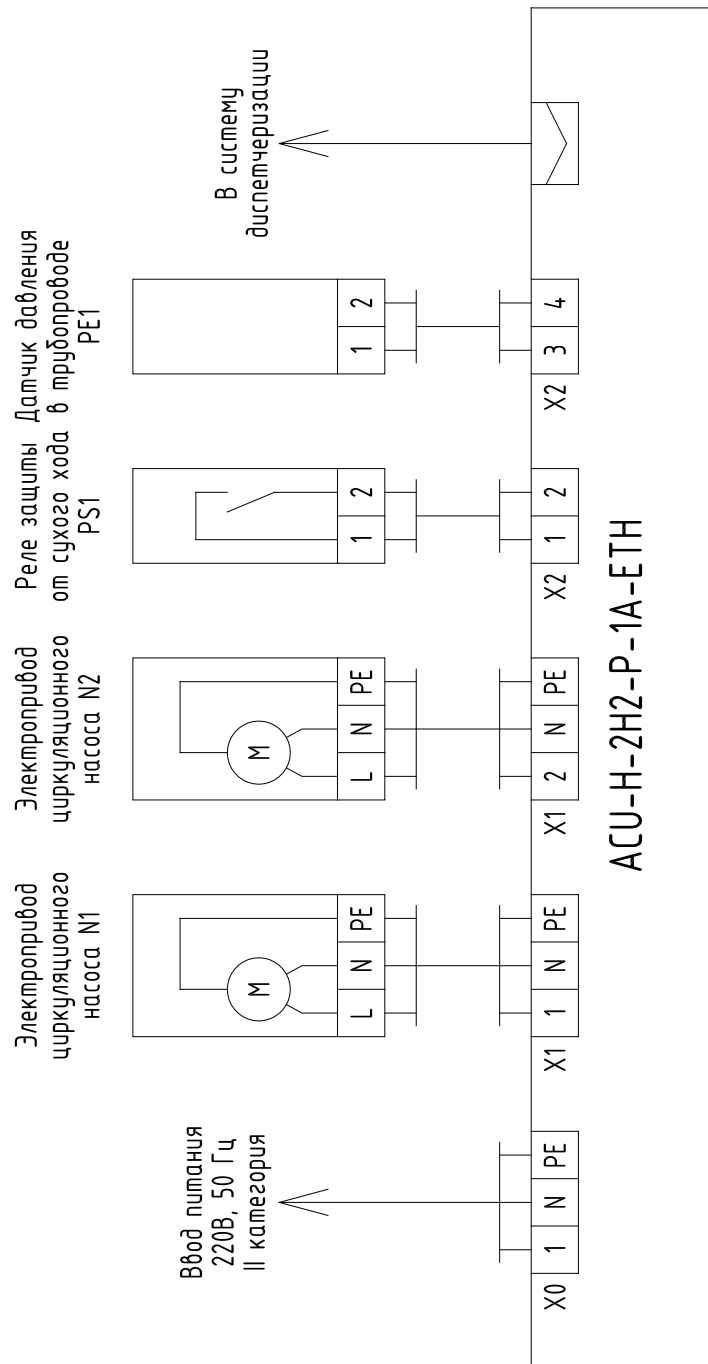 Ввод питания
220В, 50 Гц
II категория
Электропривод
циркуляционного
насоса N1
Электропривод
циркуляционного
насоса N2
Реле защиты
от сухого хода
PS1
Датчик давления
в трубопроводе
PE1
В систему
диспетчеризации
M
L N PE
M
L N PE
1 2
1 2
X0 1 N PE
X1 1 N PE
X1 2 N PE
X2 1 2
X2 3 4
ACU-H-2H2-P-1A-ETH